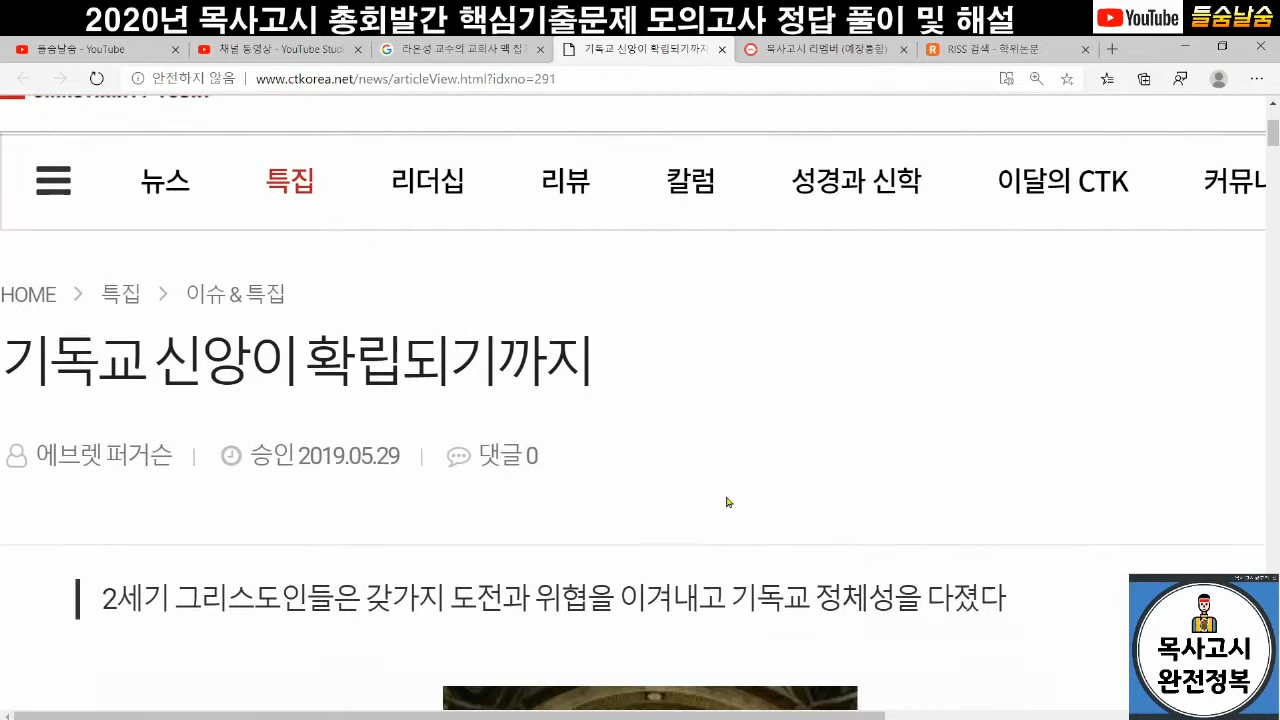 2020년 목사고시 총회발간 핵심기출문제 모의고사 정답 풀이 및 해설
YouTube 들숨날숨
들숨날숨 - YouTube
채널 동영상 - YouTube Stud
라은성 교수의 교회사 백 집
기독교 신앙이 확립되기까지
목사고시 리멤버 (예장통합)
RISS 검색 - 학위논문
안전하지 않음 | www.ctkorea.net/news/articleView.html?idxno=291
뉴스 특집 리더십 리뷰 칼럼 성경과 신학 이달의 CTK 커뮤니
HOME > 특집 > 이슈 & 특집
기독교 신앙이 확립되기까지
에브렛 퍼거슨 | 승인 2019.05.29 | 댓글 0
2세기 그리스도인들은 갖가지 도전과 위협을 이겨내고 기독교 정체성을 다졌다
목사고시
완전정복